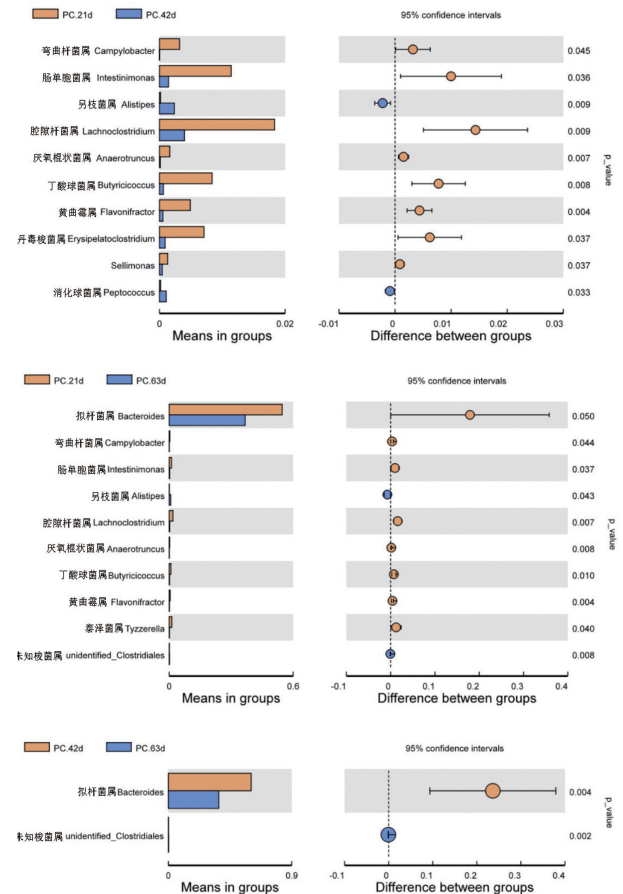 PC.21d PC.42d
95% confidence intervals
弯曲杆菌属 Campylobacter 0.045
肠单胞菌属 Intestinimonas 0.036
另枝菌属 Alistipes 0.009
腔隙杆菌属 Lachnoclostridium 0.009
厌氧棍状菌属 Anaerotruncus 0.007
丁酸球菌属 Butyricicoccus 0.008
黄曲霉属 Flavonifractor 0.004
丹毒梭菌属 Erysipelatoclostridium 0.037
Sellimonas 0.037
消化球菌属 Peptococcus 0.033
p_value
0 0.02 -0.01 0 0.01 0.02 0.03
Means in groups Difference between groups
PC.21d PC.63d
95% confidence intervals
拟杆菌属 Bacteroides 0.050
弯曲杆菌属 Campylobacter 0.044
肠单胞菌属 Intestinimonas 0.037
另枝菌属 Alistipes 0.043
腔隙杆菌属 Lachnoclostridium 0.007
厌氧棍状菌属 Anaerotruncus 0.008
丁酸球菌属 Butyricicoccus 0.010
黄曲霉属 Flavonifractor 0.004
泰泽菌属 Tyzzerella 0.040
未知梭菌属 unidentified_Clostridiales 0.008
p_value
0 0.6 -0.1 0 0.1 0.2 0.3 0.4
Means in groups Difference between groups
PC.42d PC.63d
95% confidence intervals
拟杆菌属 Bacteroides 0.004
未知梭菌属 unidentified_Clostridiales 0.002
p_value
0 0.9 -0.1 0 0.1 0.2 0.3 0.4
Means in groups Difference between groups